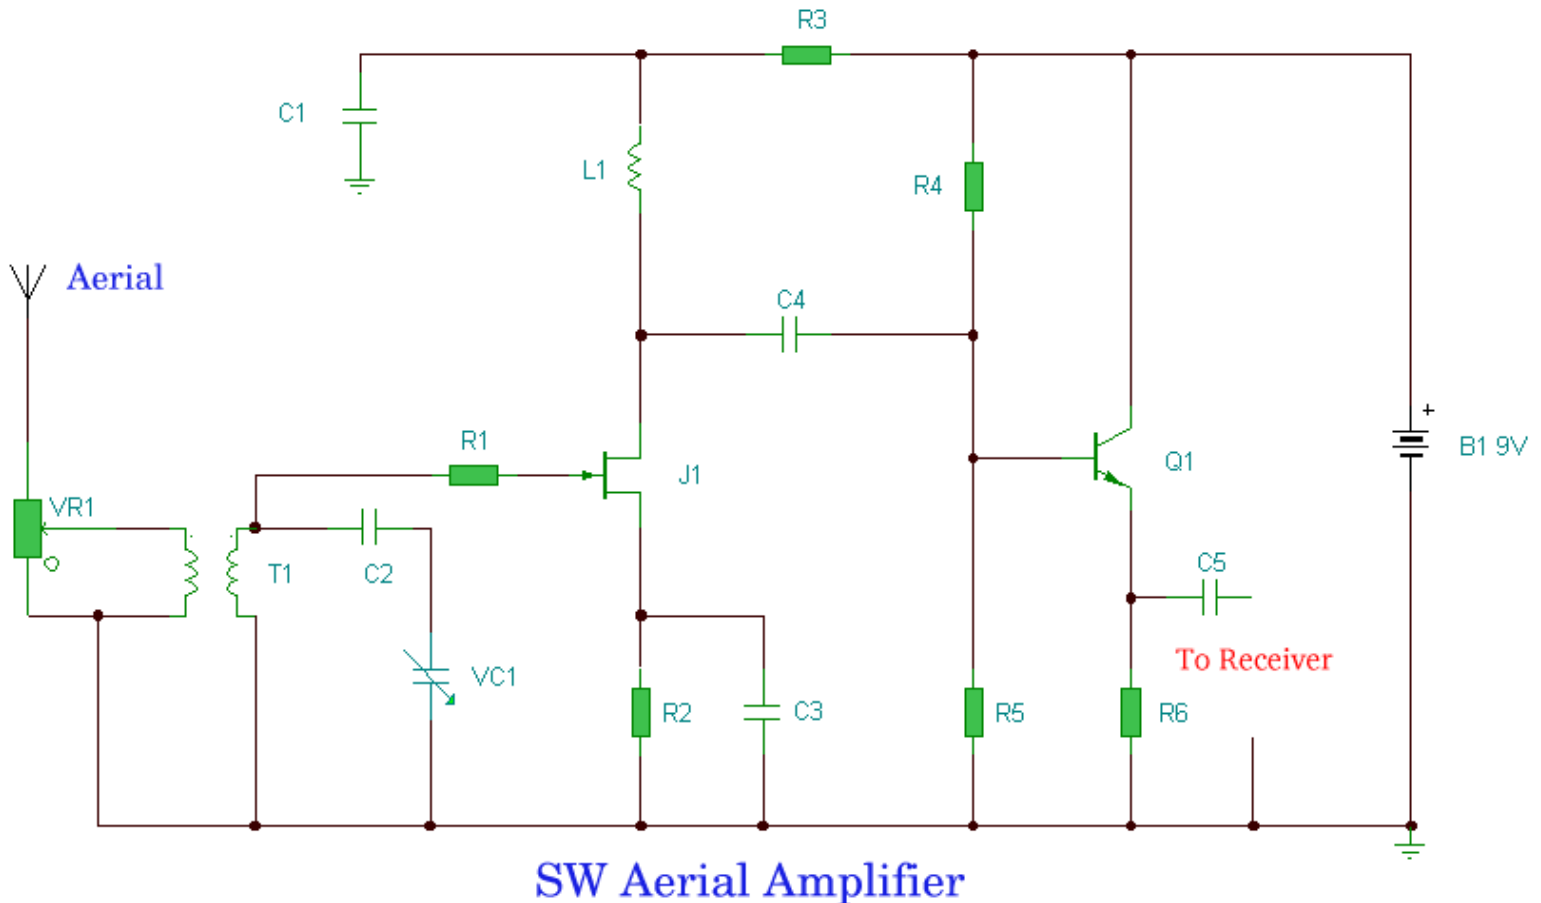 R3
C1
L1
R4
Aerial
C4
+
R1
B1 9V
Q1
J1
VR1
C5
T1
C2
To Receiver
VC1
R2
C3
R5
R6
SW Aerial Amplifier